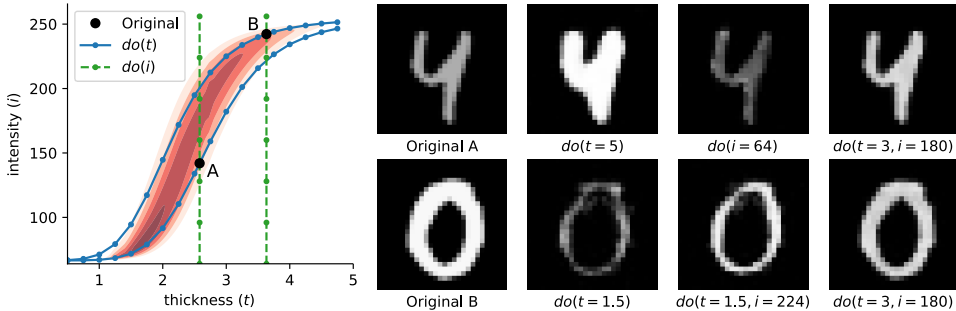 250
200
150
100
intensity (i)
1
2
3
4
5
thickness (t)
Original
do(t)
do(i)
B
A
Original A
do(t = 5)
do(i = 64)
do(t = 3, i = 180)
Original B
do(t = 1.5)
do(t = 1.5, i = 224)
do(t = 3, i = 180)